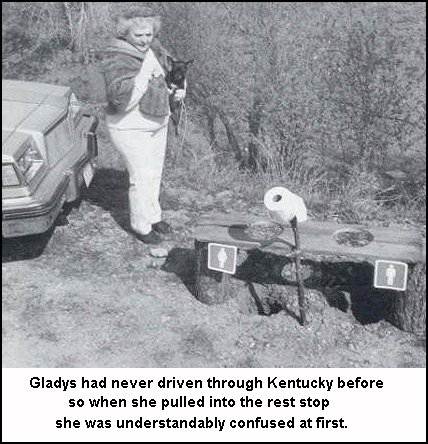 Gladys had never driven through Kentucky before
so when she pulled into the rest stop
she was understandably confused at first.